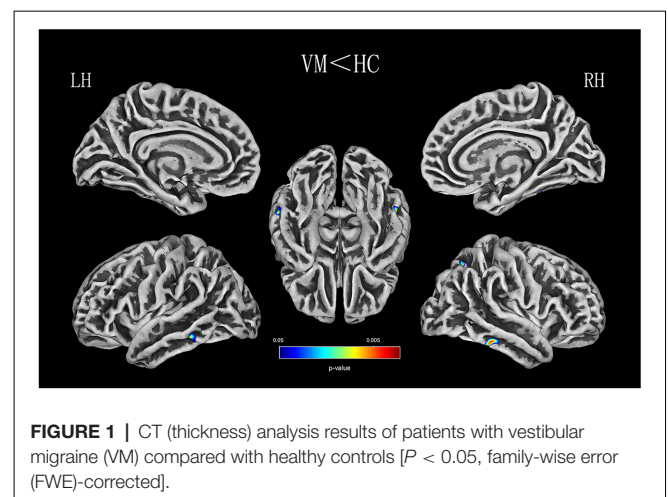 VM<HC
LH
RH
0.05
0.005
p-value
FIGURE 1 | CT (thickness) analysis results of patients with vestibular
migraine (VM) compared with healthy controls [P < 0.05, family-wise error
(FWE)-corrected].